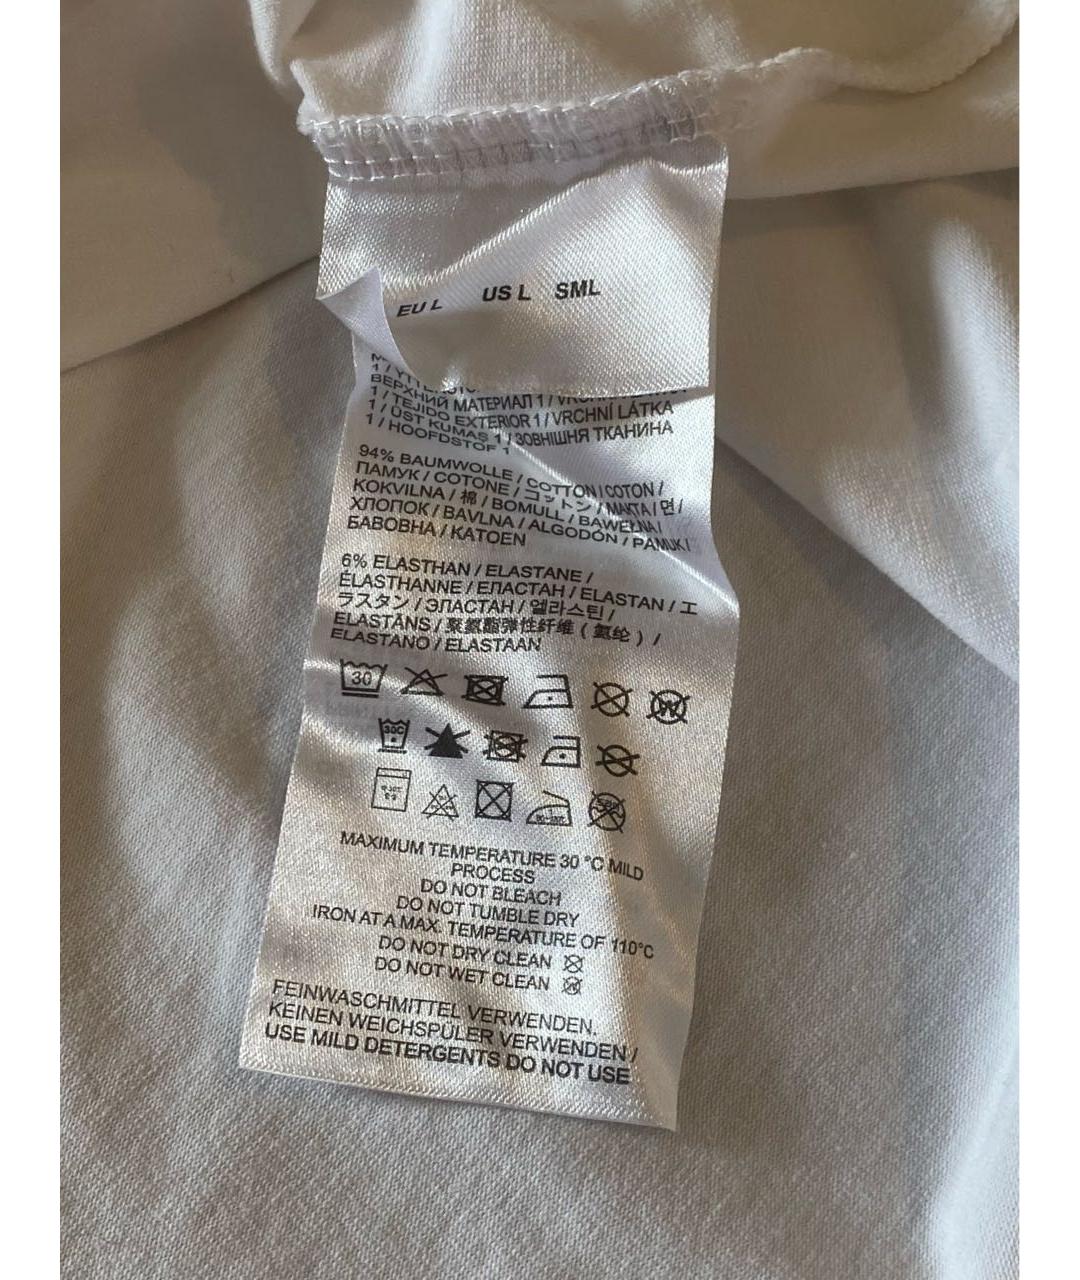 EU L US L SML
ВЕРХНИЙ МАТЕРИАЛ 1 /
1 / TEJIDO EXTERIOR 1 / VRCHNÍ LÁTKA
1 / ÜST KUMAŞ 1 / ЗОВНІШНЯ ТКАНИНА
1 / HOOFDSTOF 1
94% BAUMWOLLE / COTTON / COTON /
ПАМУК / COTONE / コットン / МАКТА / 면 /
KOKVILNA / 棉 / BOMULL / BAWEŁNA /
ХЛОПОК / BAVLNA / ALGODÓN / PAMUK /
БАВОВНА / KATOEN
6% ELASTHAN / ELASTANE /
ÉLASTHANNE / ЕЛАСТАН / ELASTAN / エ
ラスタン / ЭЛАСТАН / 엘라스틴 /
ELASTĀNS / 聚氨酯弹性纤维 ( 氨纶 ) /
ELASTANO / ELASTAAN
30 W
30C
MAXIMUM TEMPERATURE 30 °C MILD
PROCESS
DO NOT BLEACH
DO NOT TUMBLE DRY
IRON AT A MAX. TEMPERATURE OF 110°C
DO NOT DRY CLEAN
DO NOT WET CLEAN
FEINWASCHMITTEL VERWENDEN.
KEINEN WEICHSPÜLER VERWENDEN /
USE MILD DETERGENTS DO NOT USE